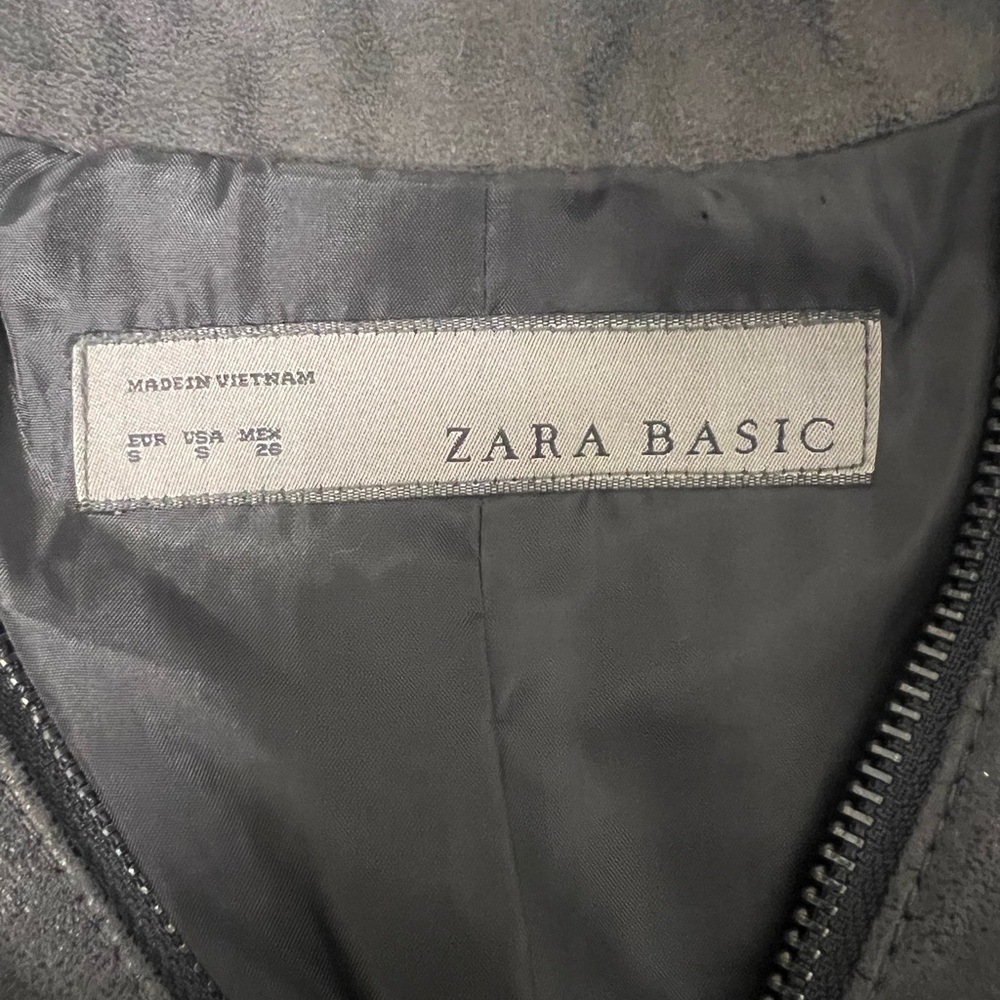 MADE IN VIETNAM
EUR USA MEX
S S 26
ZARA BASIC